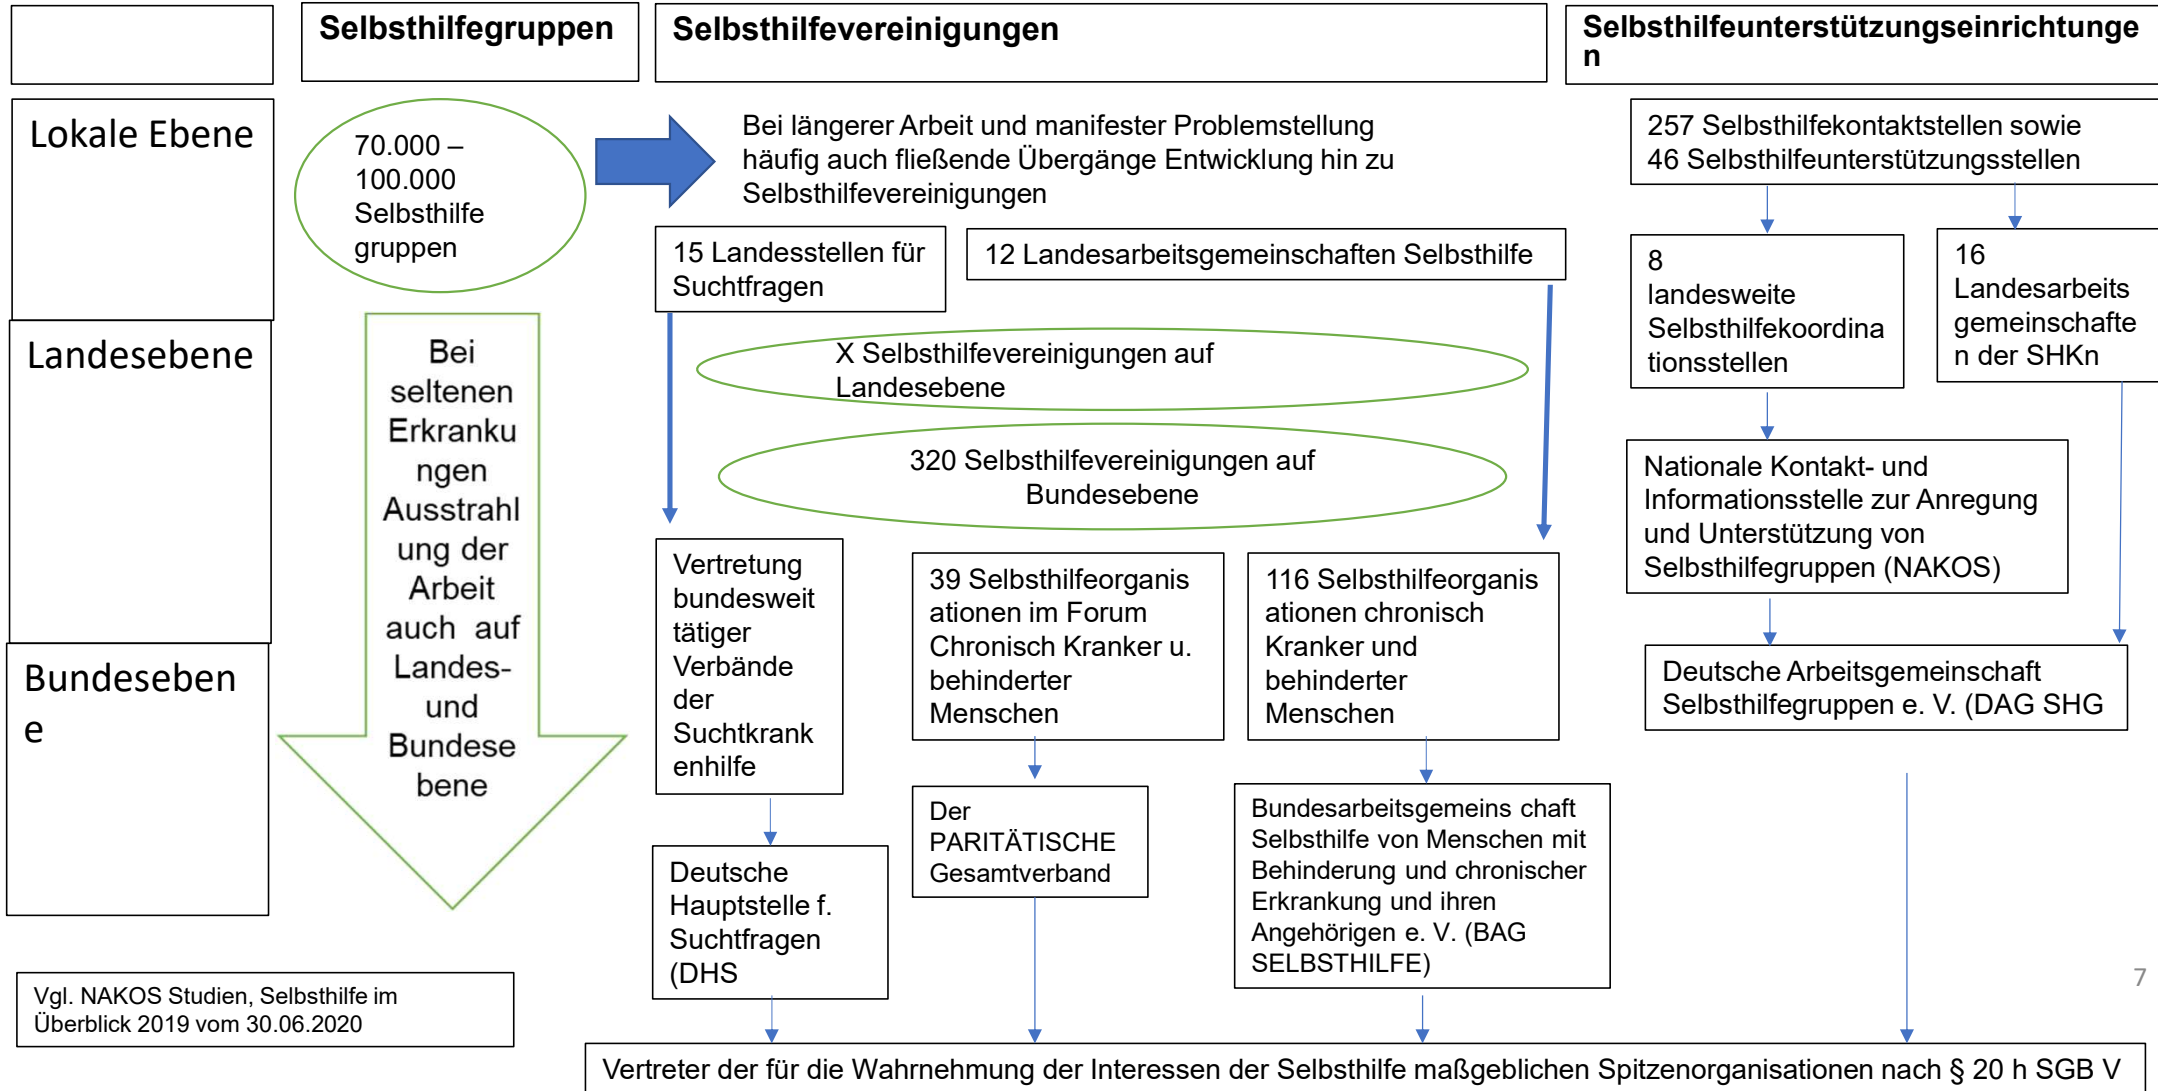 Selbsthilfegruppen
Selbsthilfevereinigungen
Selbsthilfeunterstützungseinrichtunge
n
Lokale Ebene
70.000 –
100.000
Selbsthilfe
gruppen
Bei längerer Arbeit und manifester Problemstellung
häufig auch fließende Übergänge Entwicklung hin zu
Selbsthilfevereinigungen
257 Selbsthilfekontaktstellen sowie
46 Selbsthilfeunterstützungsstellen
15 Landesstellen für
Suchtfragen
12 Landesarbeitsgemeinschaften Selbsthilfe
8
landesweite
Selbsthilfekoordina
tionsstellen
16
Landesarbeits
gemeinschafte
n der SHKn
Landesebene
Bei
seltenen
Erkranku
ngen
Ausstrahl
ung der
Arbeit
auch auf
Landes-
und
Bundese
bene
X Selbsthilfevereinigungen auf
Landesebene
320 Selbsthilfevereinigungen auf
Bundesebene
Nationale Kontakt- und
Informationsstelle zur Anregung
und Unterstützung von
Selbsthilfegruppen (NAKOS)
Vertretung
bundesweit
tätiger
Verbände
der
Suchtkrank
enhilfe
39 Selbsthilfeorganis
ationen im Forum
Chronisch Kranker u.
behinderter
Menschen
116 Selbsthilfeorganis
ationen chronisch
Kranker und
behinderter
Menschen
Bundeseben
e
Deutsche Arbeitsgemeinschaft
Selbsthilfegruppen e. V. (DAG SHG
Deutsche
Hauptstelle f.
Suchtfragen
(DHS
Der
PARITÄTISCHE
Gesamtverband
Bundesarbeitsgemeins chaft
Selbsthilfe von Menschen mit
Behinderung und chronischer
Erkrankung und ihren
Angehörigen e. V. (BAG
SELBSTHILFE)
7
Vgl. NAKOS Studien, Selbsthilfe im
Überblick 2019 vom 30.06.2020
Vertreter der für die Wahrnehmung der Interessen der Selbsthilfe maßgeblichen Spitzenorganisationen nach § 20 h SGB V